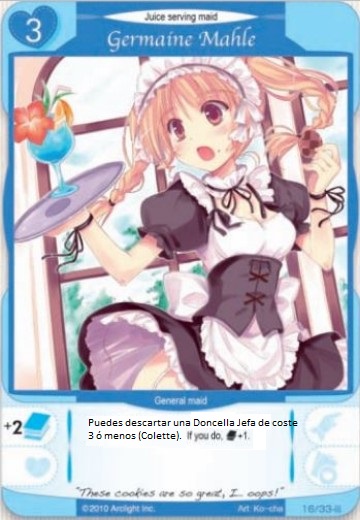 Juice serving maid
3
Germaine Mahle
General maid
+2
Puedes descartar una Doncella Jefa de coste
3 ó menos (Colette). If you do, +1.
"These cookies are so great, I... oops!"
©2010 Arclight Inc. Art Ko-cha 16/33-II